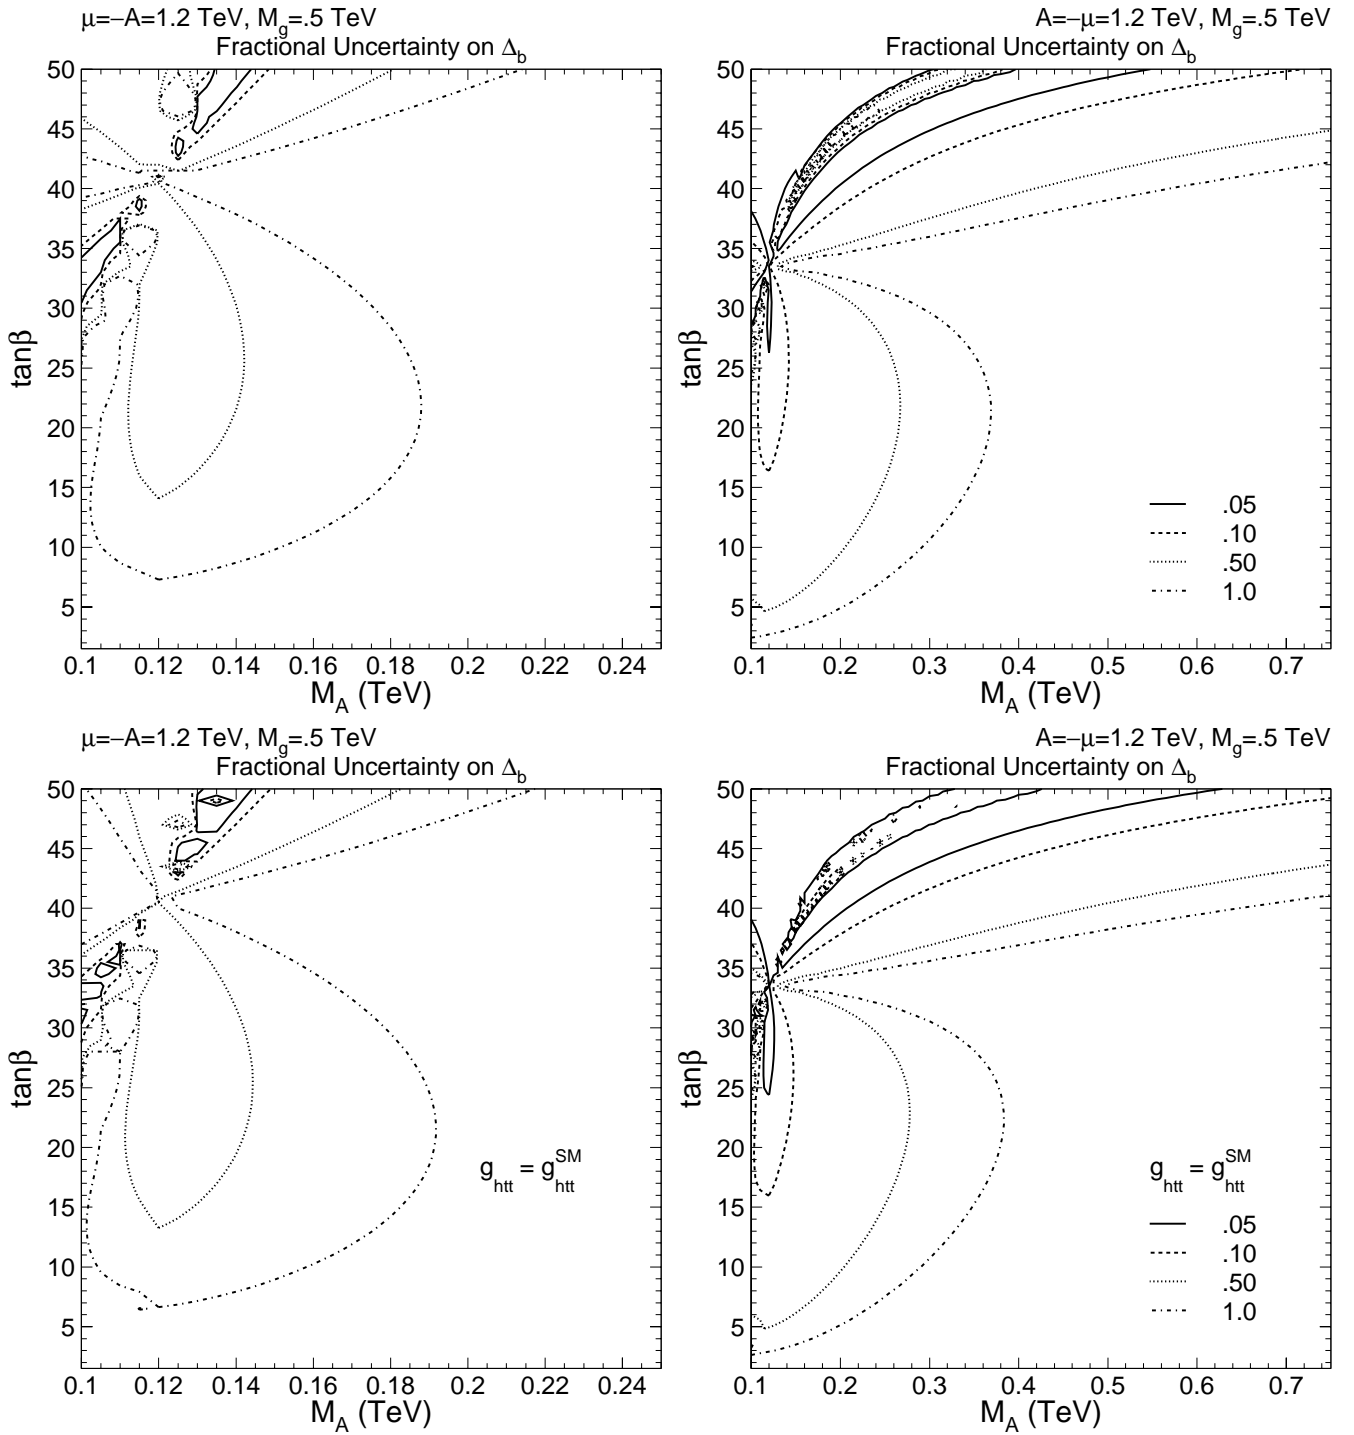 μ=−A=1.2 TeV, M_g=.5 TeV
Fractional Uncertainty on Δ_b
50
45
40
35
30
25
20
15
10
5
tanβ
0.1 0.12 0.14 0.16 0.18 0.2 0.22 0.24
M_A (TeV)
A=−μ=1.2 TeV, M_g=.5 TeV
Fractional Uncertainty on Δ_b
50
45
40
35
30
25
20
15
10
5
tanβ
.05
.10
.50
1.0
0.1 0.2 0.3 0.4 0.5 0.6 0.7
M_A (TeV)
μ=−A=1.2 TeV, M_g=.5 TeV
Fractional Uncertainty on Δ_b
50
45
40
35
30
25
20
15
10
5
tanβ
g_htt = g_htt^SM
0.1 0.12 0.14 0.16 0.18 0.2 0.22 0.24
M_A (TeV)
A=−μ=1.2 TeV, M_g=.5 TeV
Fractional Uncertainty on Δ_b
50
45
40
35
30
25
20
15
10
5
tanβ
g_htt = g_htt^SM
.05
.10
.50
1.0
0.1 0.2 0.3 0.4 0.5 0.6 0.7
M_A (TeV)